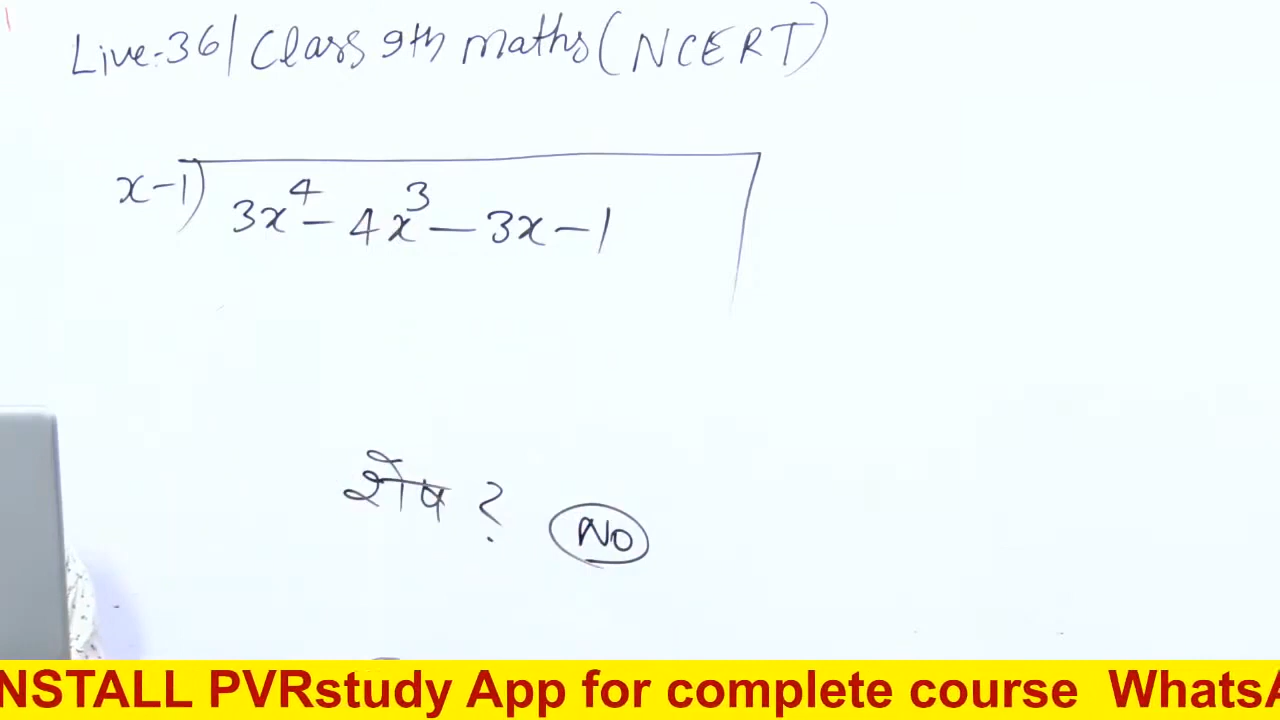 Live-36/Class 9th maths (NCERT)
x-1) 3x⁴ - 4x³ - 3x - 1
शेष ? NO
NSTALL PVRstudy App for complete course WhatsA